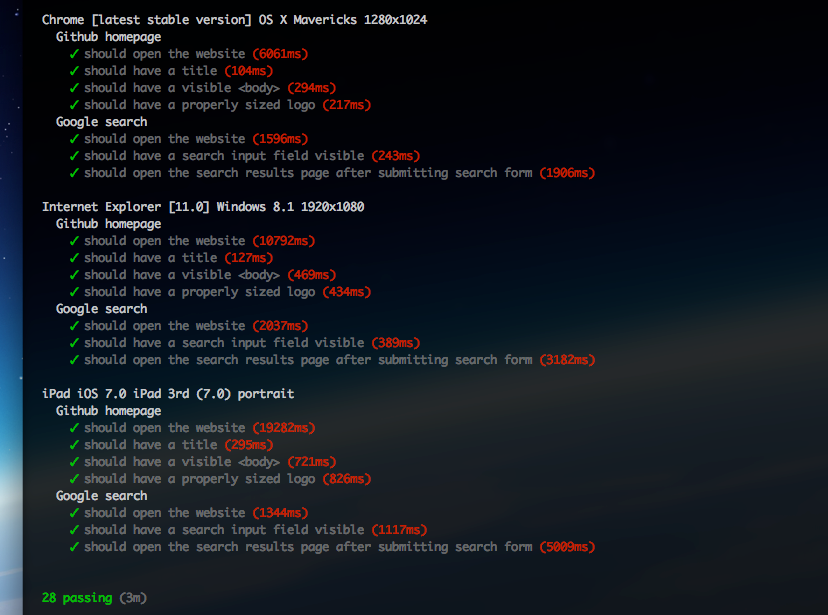 Chrome [latest stable version] OS X Mavericks 1280x1024
Github homepage
✓ should open the website (6061ms)
✓ should have a title (104ms)
✓ should have a visible <body> (294ms)
✓ should have a properly sized logo (217ms)
Google search
✓ should open the website (1596ms)
✓ should have a search input field visible (243ms)
✓ should open the search results page after submitting search form (1906ms)
Internet Explorer [11.0] Windows 8.1 1920x1080
Github homepage
✓ should open the website (10792ms)
✓ should have a title (127ms)
✓ should have a visible <body> (469ms)
✓ should have a properly sized logo (434ms)
Google search
✓ should open the website (2037ms)
✓ should have a search input field visible (389ms)
✓ should open the search results page after submitting search form (3182ms)
iPad iOS 7.0 iPad 3rd (7.0) portrait
Github homepage
✓ should open the website (19282ms)
✓ should have a title (295ms)
✓ should have a visible <body> (721ms)
✓ should have a properly sized logo (826ms)
Google search
✓ should open the website (1344ms)
✓ should have a search input field visible (1117ms)
✓ should open the search results page after submitting search form (5009ms)
28 passing (3m)